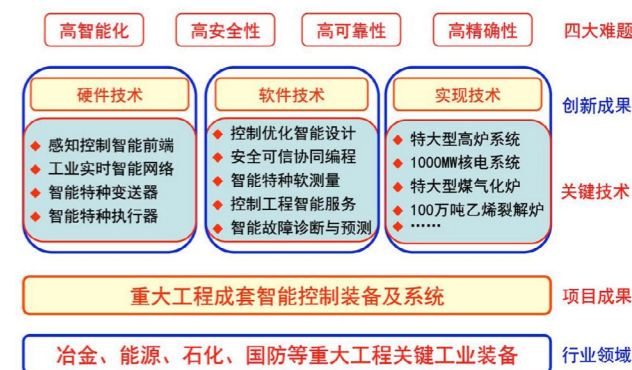 高智能化 高安全性 高可靠性 高精确性 四大难题
硬件技术 软件技术 实现技术 创新成果
感知控制智能前端
工业实时智能网络
智能特种变送器
智能特种执行器
控制优化智能设计
安全可信协同编程
智能特种软测量
控制工程智能服务
智能故障诊断与预测
特大型高炉系统
1000MW核电系统
特大型煤气化炉
100万吨乙烯裂解炉
……
关键技术
重大工程成套智能控制装备及系统 项目成果
冶金、能源、石化、国防等重大工程关键工业装备 行业领域